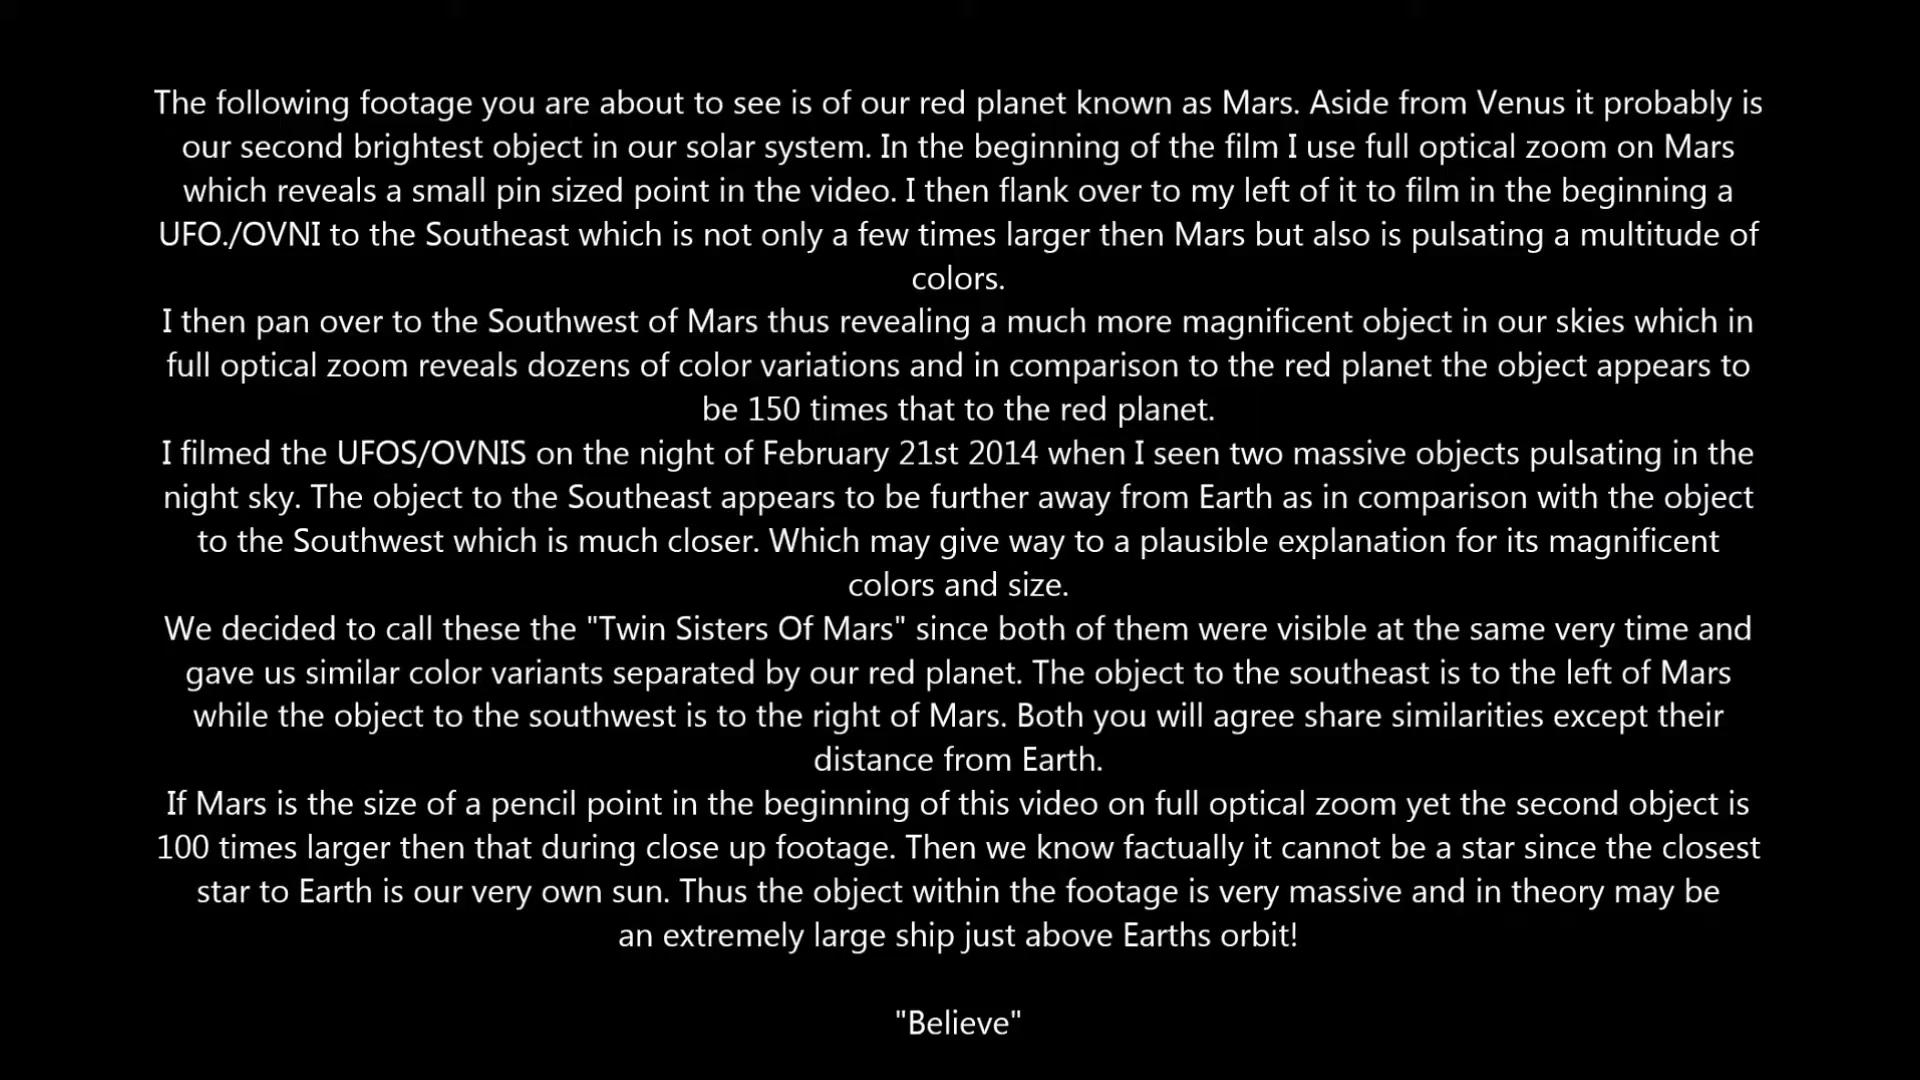 The following footage you are about to see is of our red planet known as Mars. Aside from Venus it probably is
our second brightest object in our solar system. In the beginning of the film I use full optical zoom on Mars
which reveals a small pin sized point in the video. I then flank over to my left of it to film in the beginning a
UFO./OVNI to the Southeast which is not only a few times larger then Mars but also is pulsating a multitude of
colors.
I then pan over to the Southwest of Mars thus revealing a much more magnificent object in our skies which in
full optical zoom reveals dozens of color variations and in comparison to the red planet the object appears to
be 150 times that to the red planet.
I filmed the UFOS/OVNIS on the night of February 21st 2014 when I seen two massive objects pulsating in the
night sky. The object to the Southeast appears to be further away from Earth as in comparison with the object
to the Southwest which is much closer. Which may give way to a plausible explanation for its magnificent
colors and size.
We decided to call these the "Twin Sisters Of Mars" since both of them were visible at the same very time and
gave us similar color variants separated by our red planet. The object to the southeast is to the left of Mars
while the object to the southwest is to the right of Mars. Both you will agree share similarities except their
distance from Earth.
If Mars is the size of a pencil point in the beginning of this video on full optical zoom yet the second object is
100 times larger then that during close up footage. Then we know factually it cannot be a star since the closest
star to Earth is our very own sun. Thus the object within the footage is very massive and in theory may be
an extremely large ship just above Earths orbit!
"Believe"